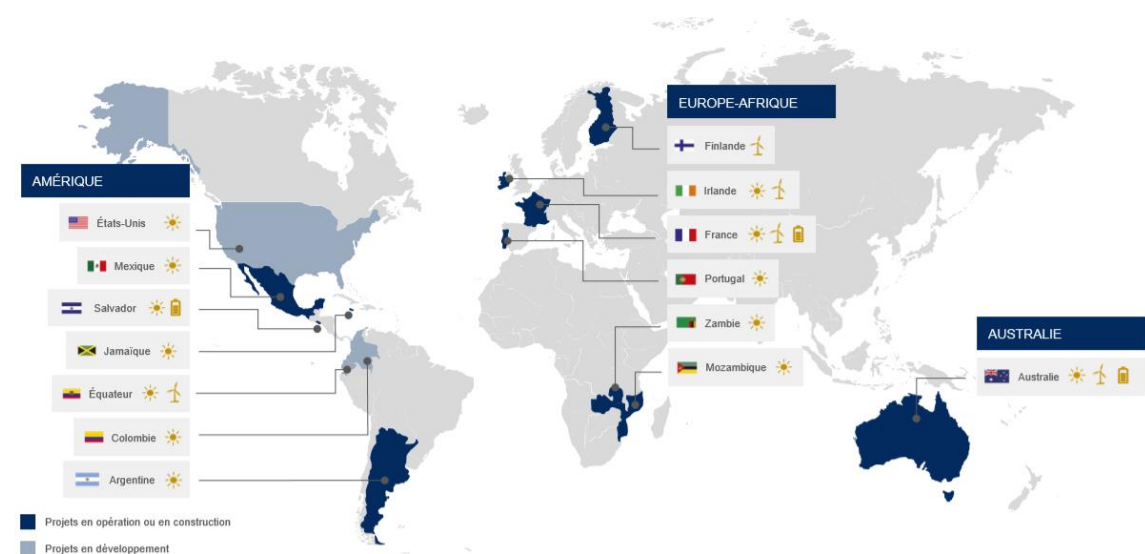 AMÉRIQUE
États-Unis
Mexique
Salvador
Jamaïque
Équateur
Colombie
Argentine
Projets en opération ou en construction
Projets en développement
EUROPE-AFRIQUE
Finlande
Irlande
France
Portugal
Zambie
Mozambique
AUSTRALIE
Australie